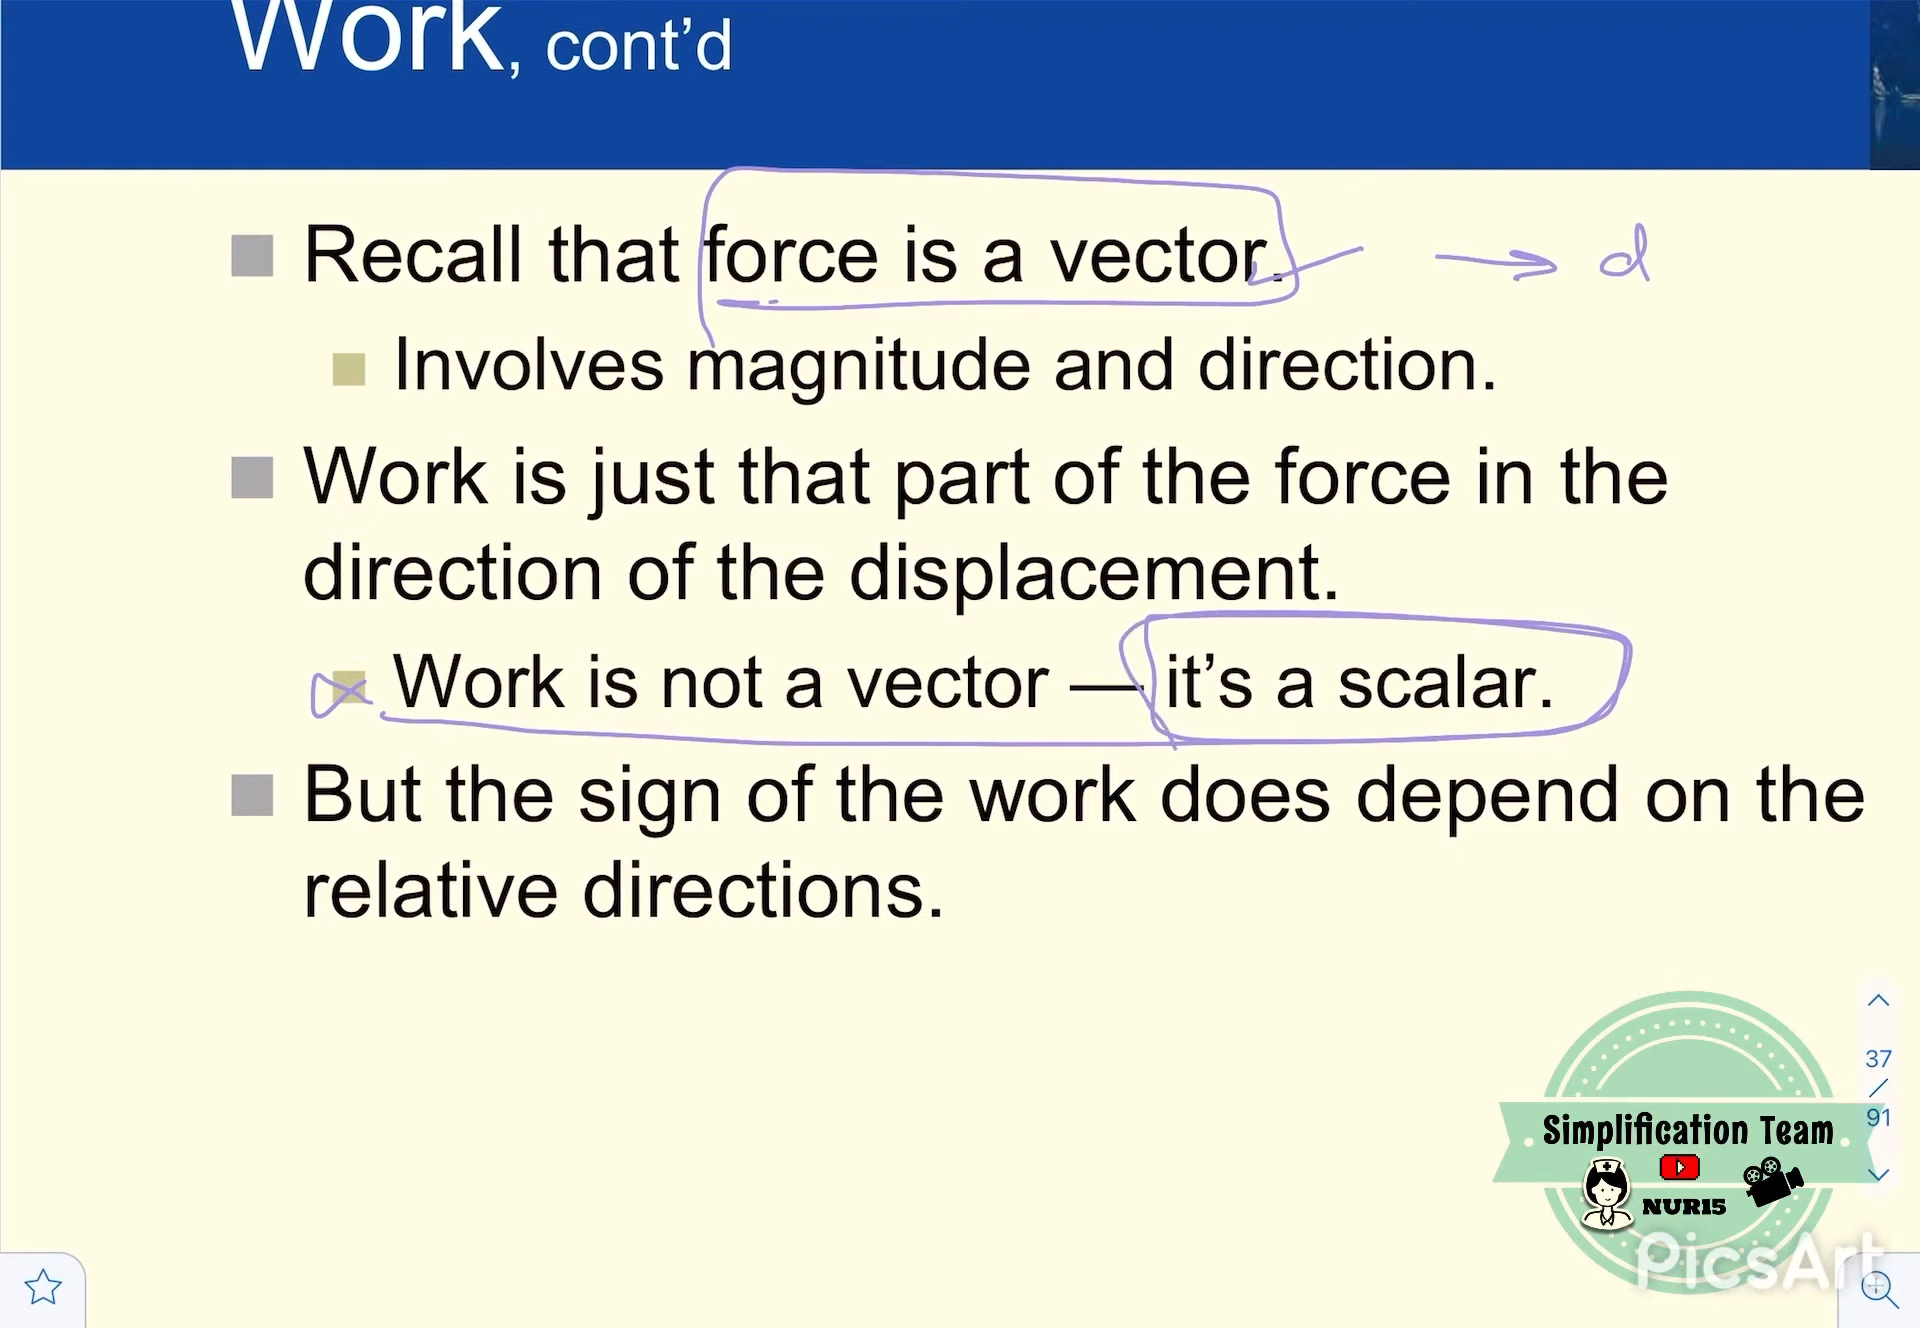 Work, cont’d
Recall that force is a vector.
d
Involves magnitude and direction.
Work is just that part of the force in the
direction of the displacement.
Work is not a vector — it’s a scalar.
But the sign of the work does depend on the
relative directions.
37
/
91
Simplification Team
NUR15
PicsArt